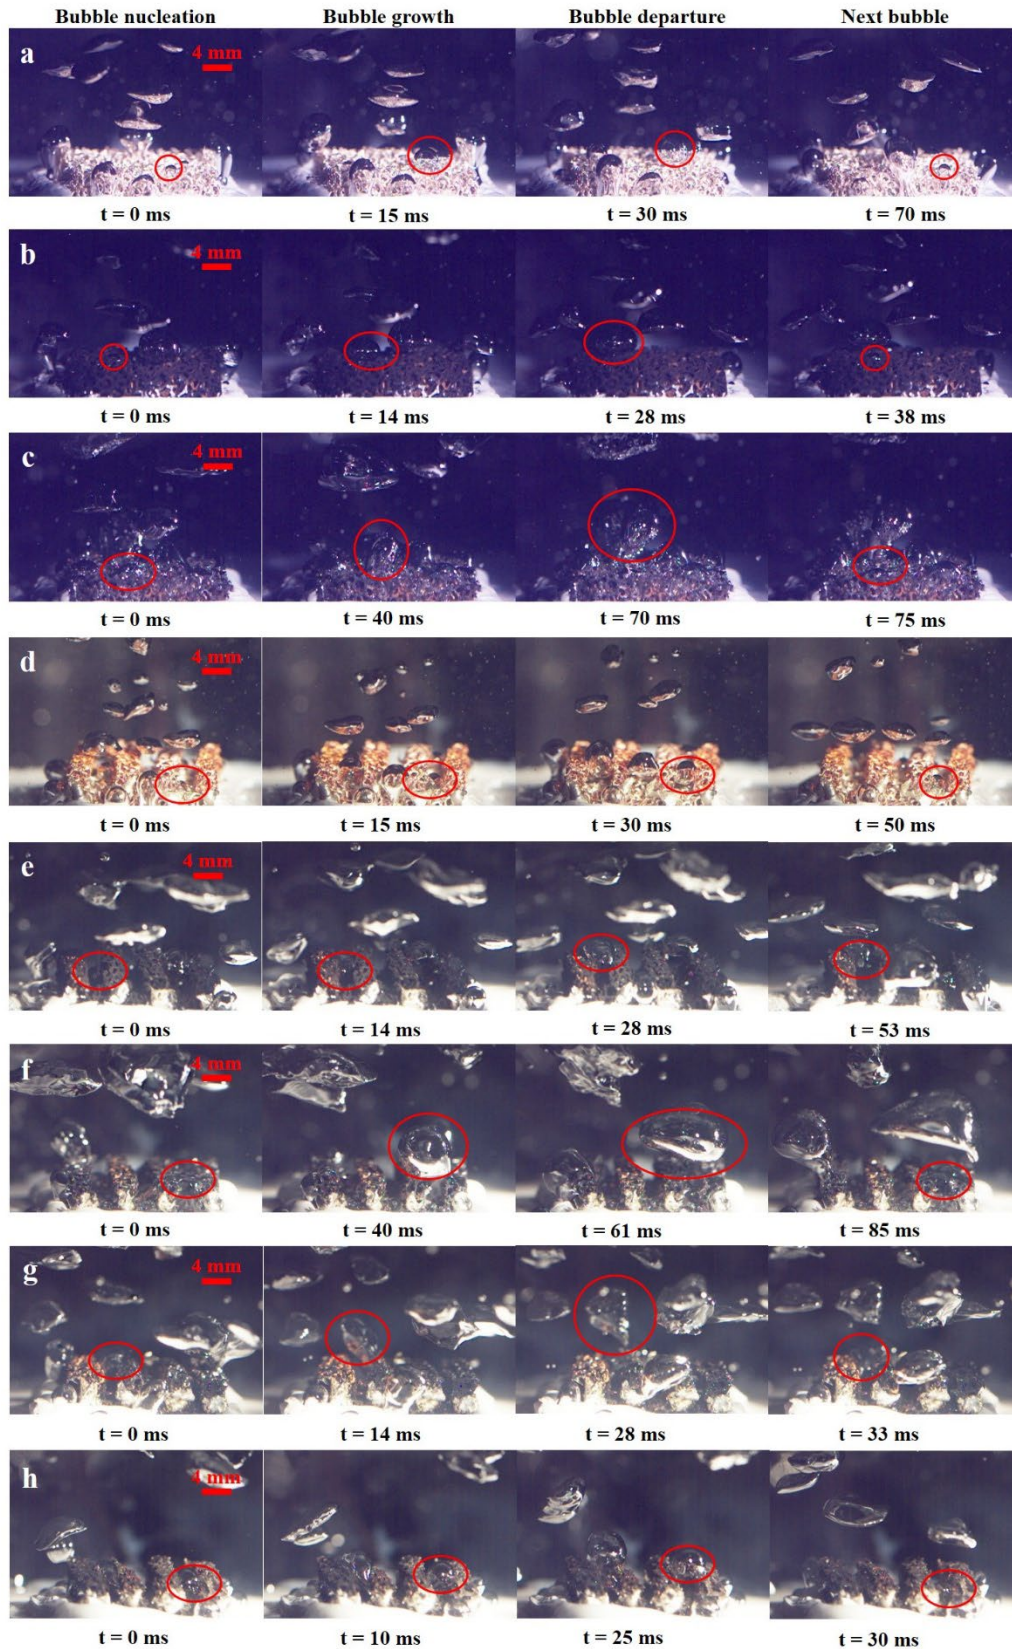 Bubble nucleation Bubble growth Bubble departure Next bubble
a 4 mm
t = 0 ms t = 15 ms t = 30 ms t = 70 ms
b 4 mm
t = 0 ms t = 14 ms t = 28 ms t = 38 ms
c 4 mm
t = 0 ms t = 40 ms t = 70 ms t = 75 ms
d 4 mm
t = 0 ms t = 15 ms t = 30 ms t = 50 ms
e 4 mm
t = 0 ms t = 14 ms t = 28 ms t = 53 ms
f 4 mm
t = 0 ms t = 40 ms t = 61 ms t = 85 ms
g 4 mm
t = 0 ms t = 14 ms t = 28 ms t = 33 ms
h 4 mm
t = 0 ms t = 10 ms t = 25 ms t = 30 ms